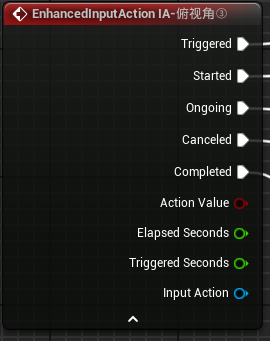 EnhancedInputAction IA-俯视角③
Triggered
Started
Ongoing
Canceled
Completed
Action Value
Elapsed Seconds
Triggered Seconds
Input Action